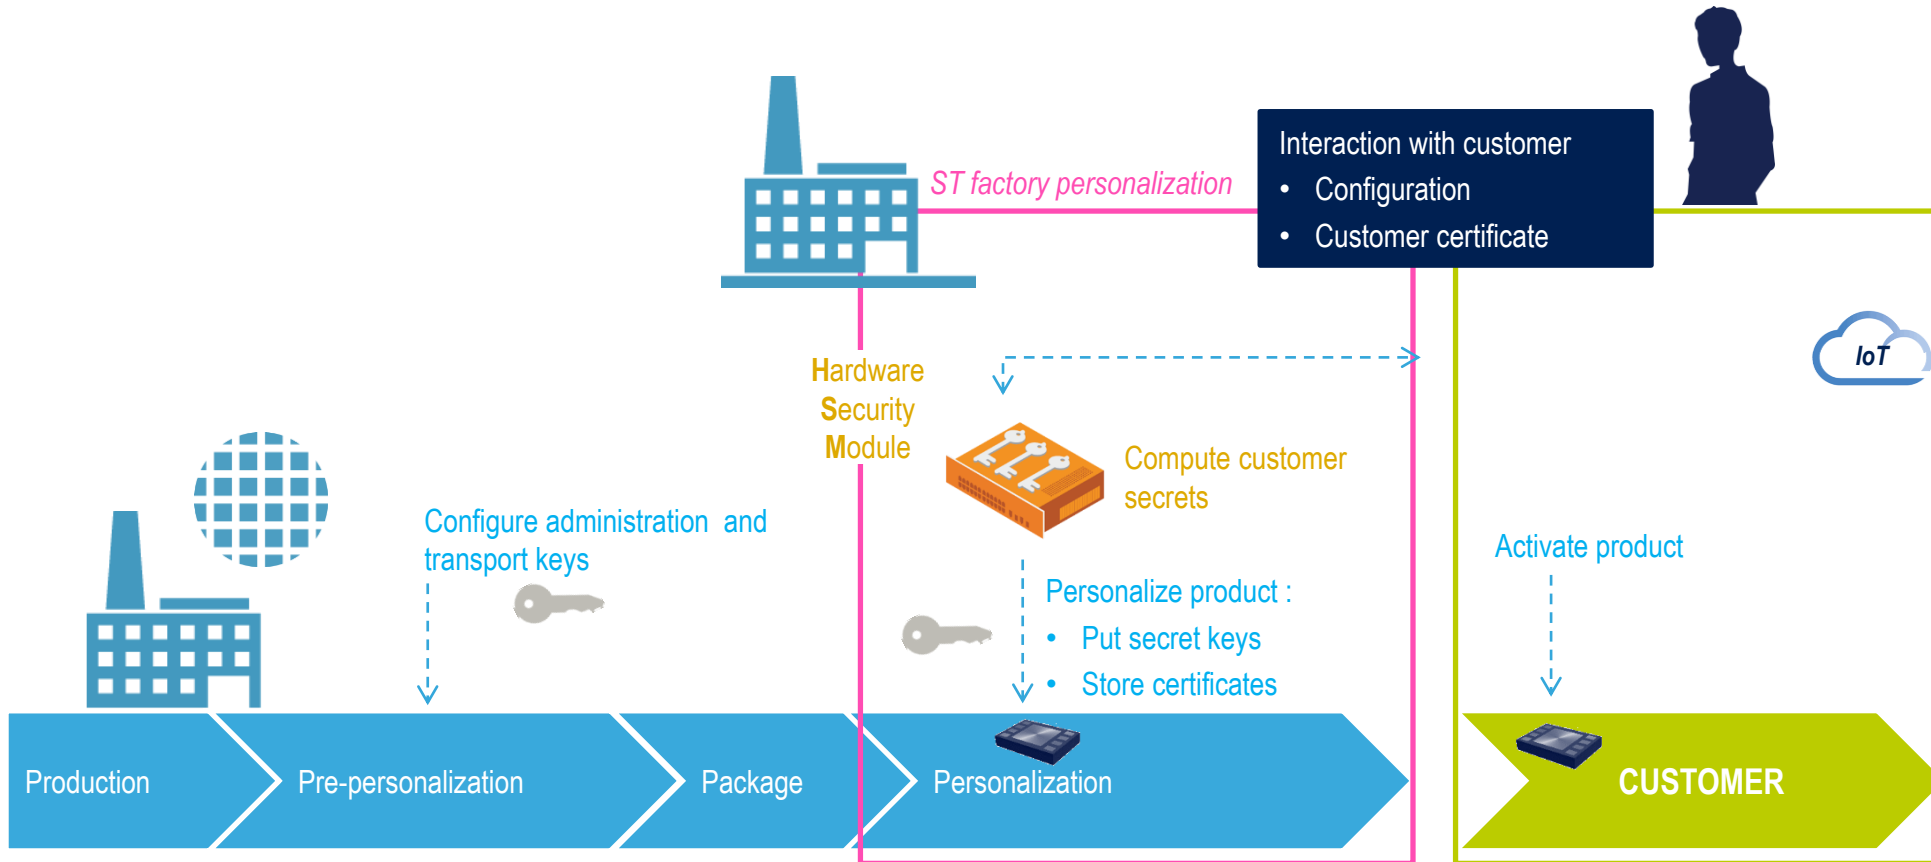 ST factory personalization
Interaction with customer
• Configuration
• Customer certificate
IoT
Hardware
Security
Module
Compute customer
secrets
Configure administration and
transport keys
Personalize product :
• Put secret keys
• Store certificates
Activate product
Production
Pre-personalization
Package
Personalization
CUSTOMER